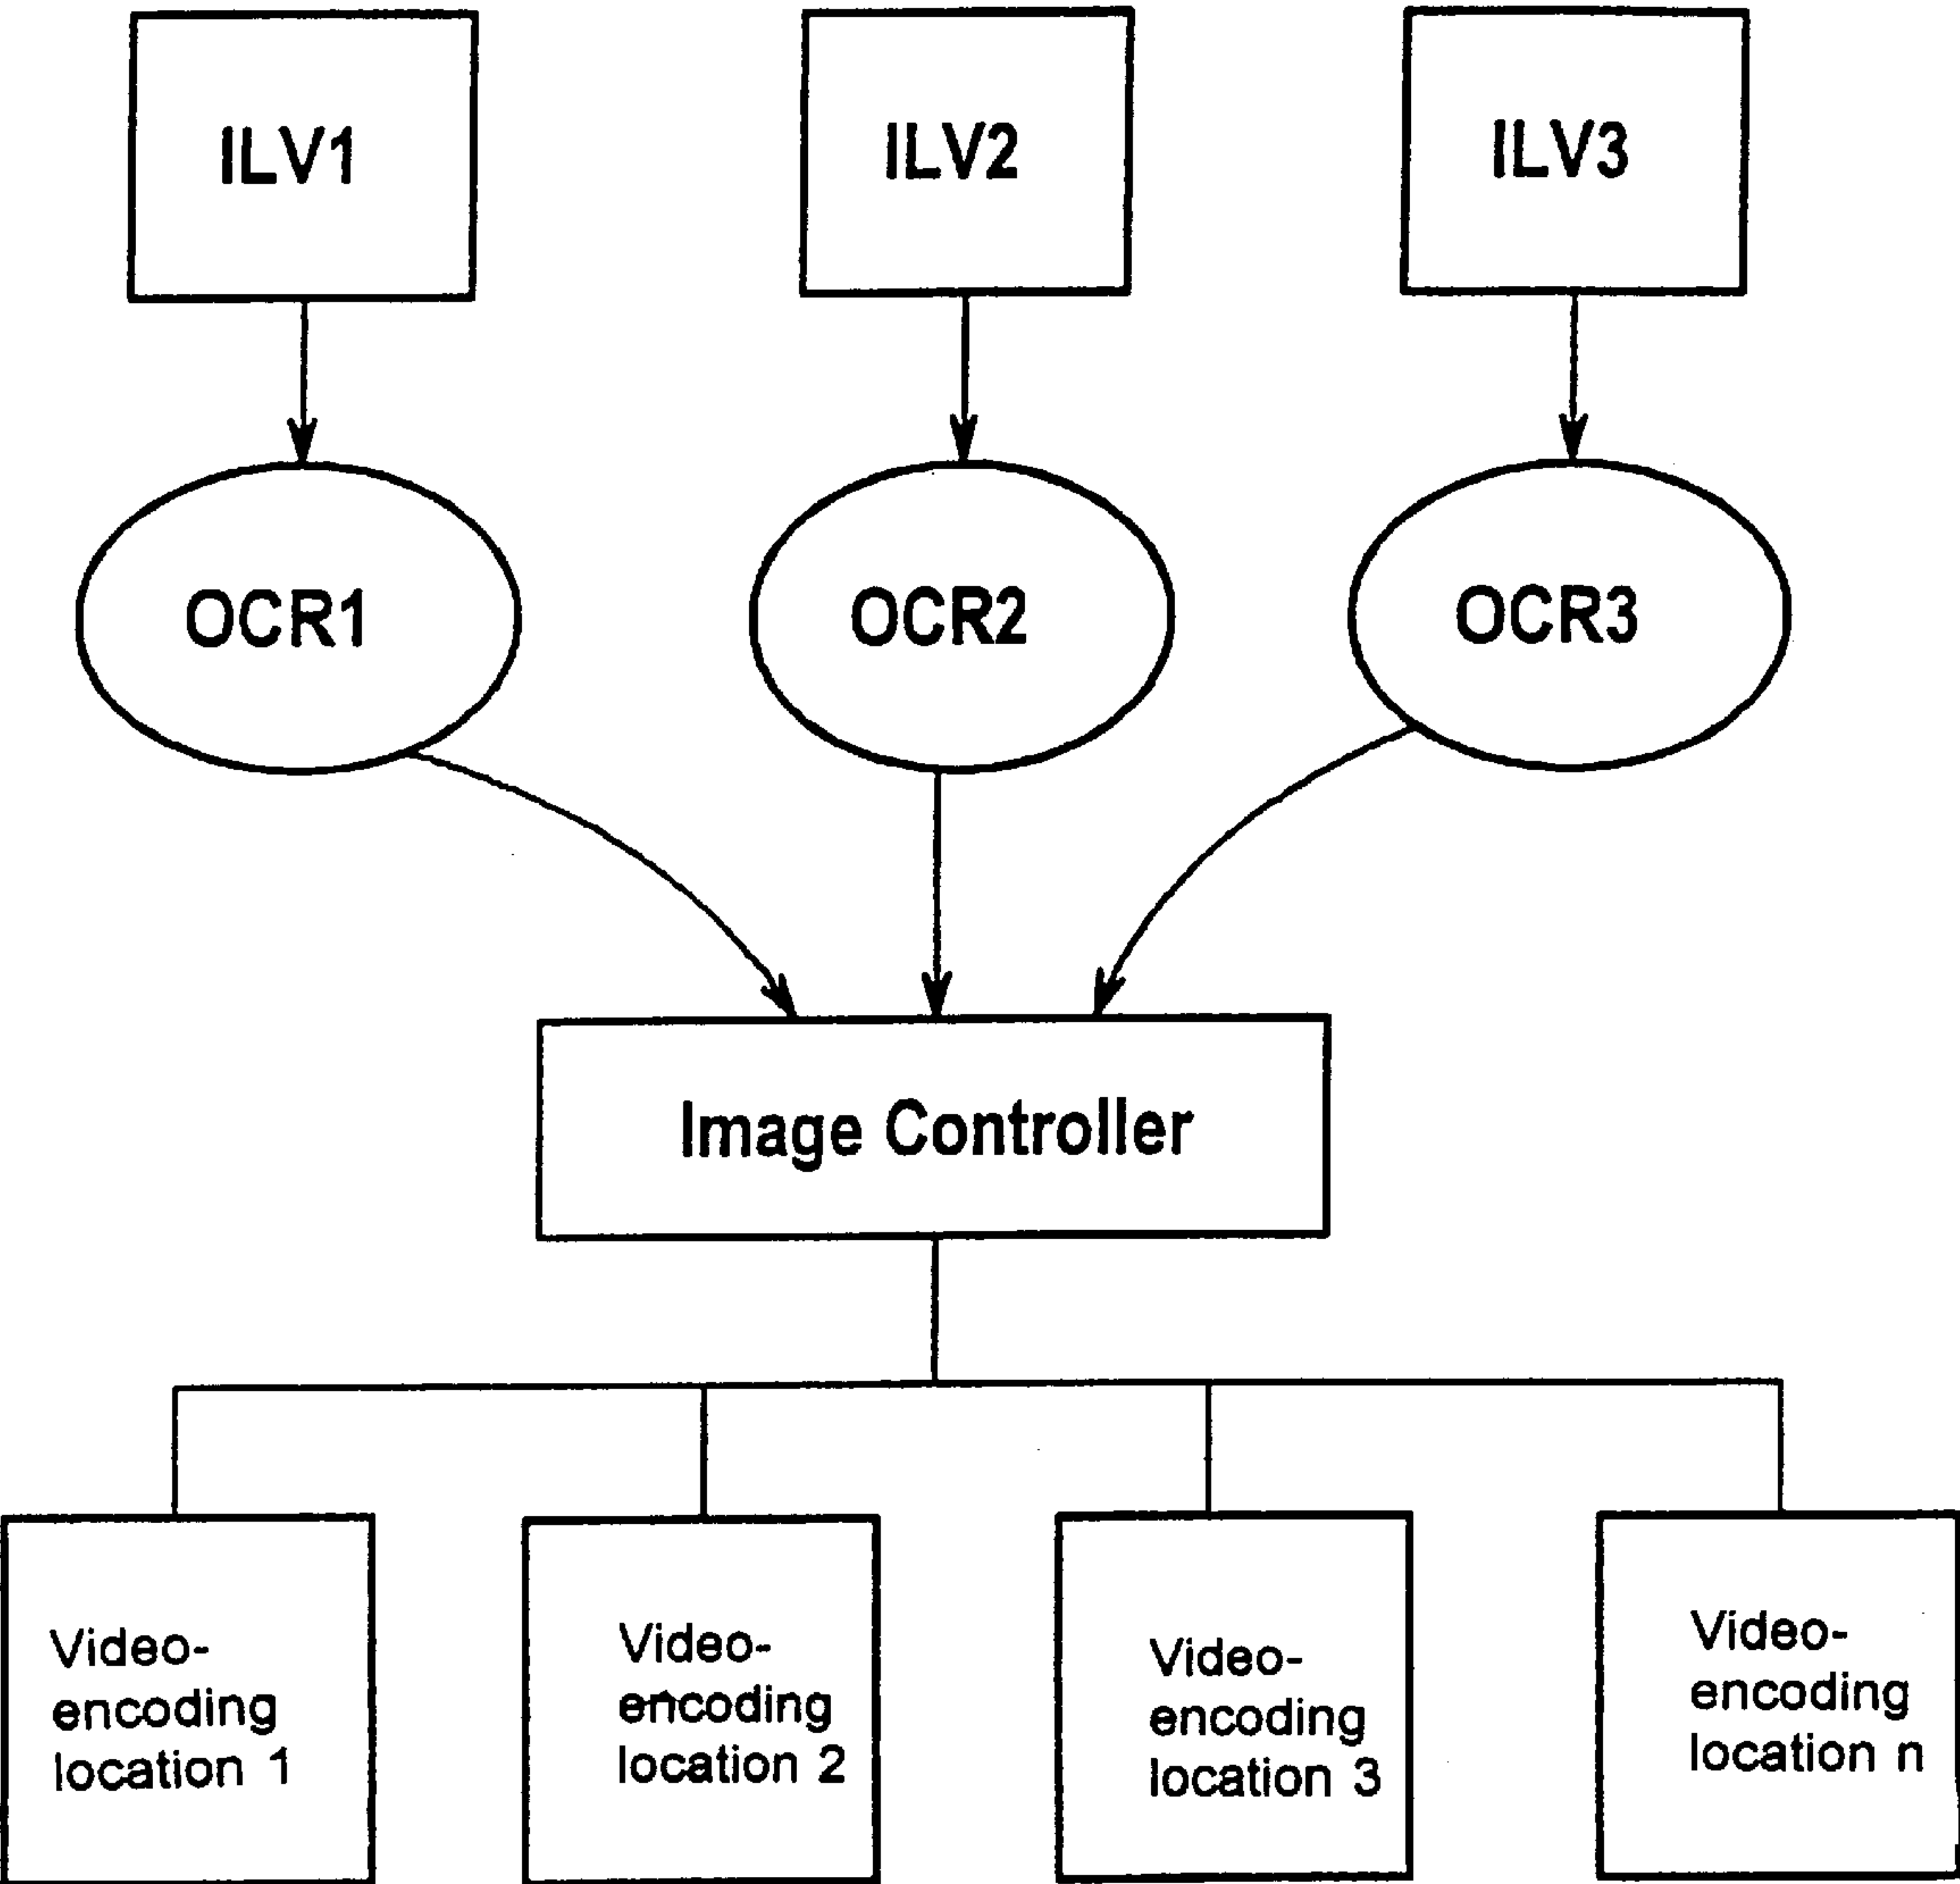 ILV1
ILV2
ILV3
OCR1
OCR2
OCR3
Image Controller
Video-
encoding
location 1
Video-
encoding
location 2
Video-
encoding
location 3
Video-
encoding
location n